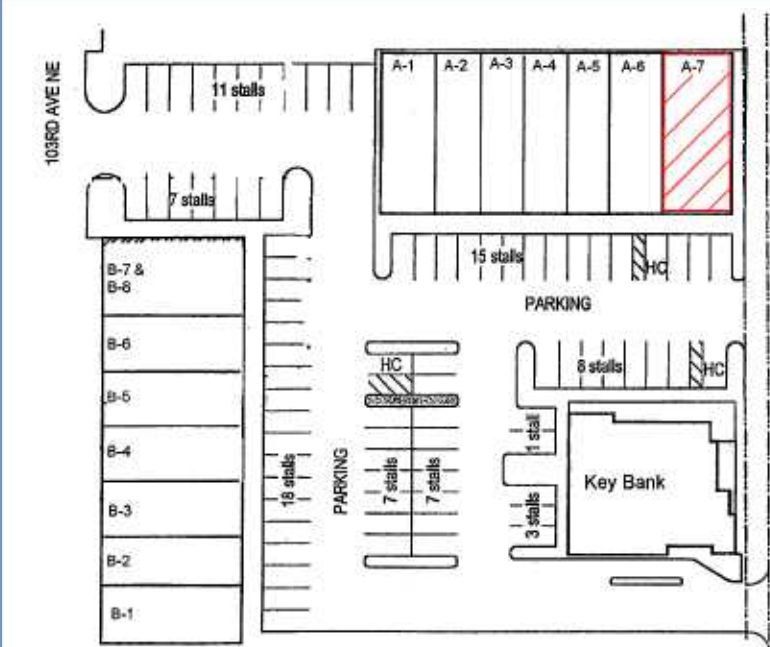 103RD AVE NE
11 stalls
A-1
A-2
A-3
A-4
A-5
A-6
A-7
7 stalls
15 stalls
HC
PARKING
B-7 &
B-8
B-6
B-5
B-4
B-3
B-2
B-1
18 stalls
PARKING
HC
7 stalls
7 stalls
8 stalls
HC
1 stall
3 stalls
Key Bank